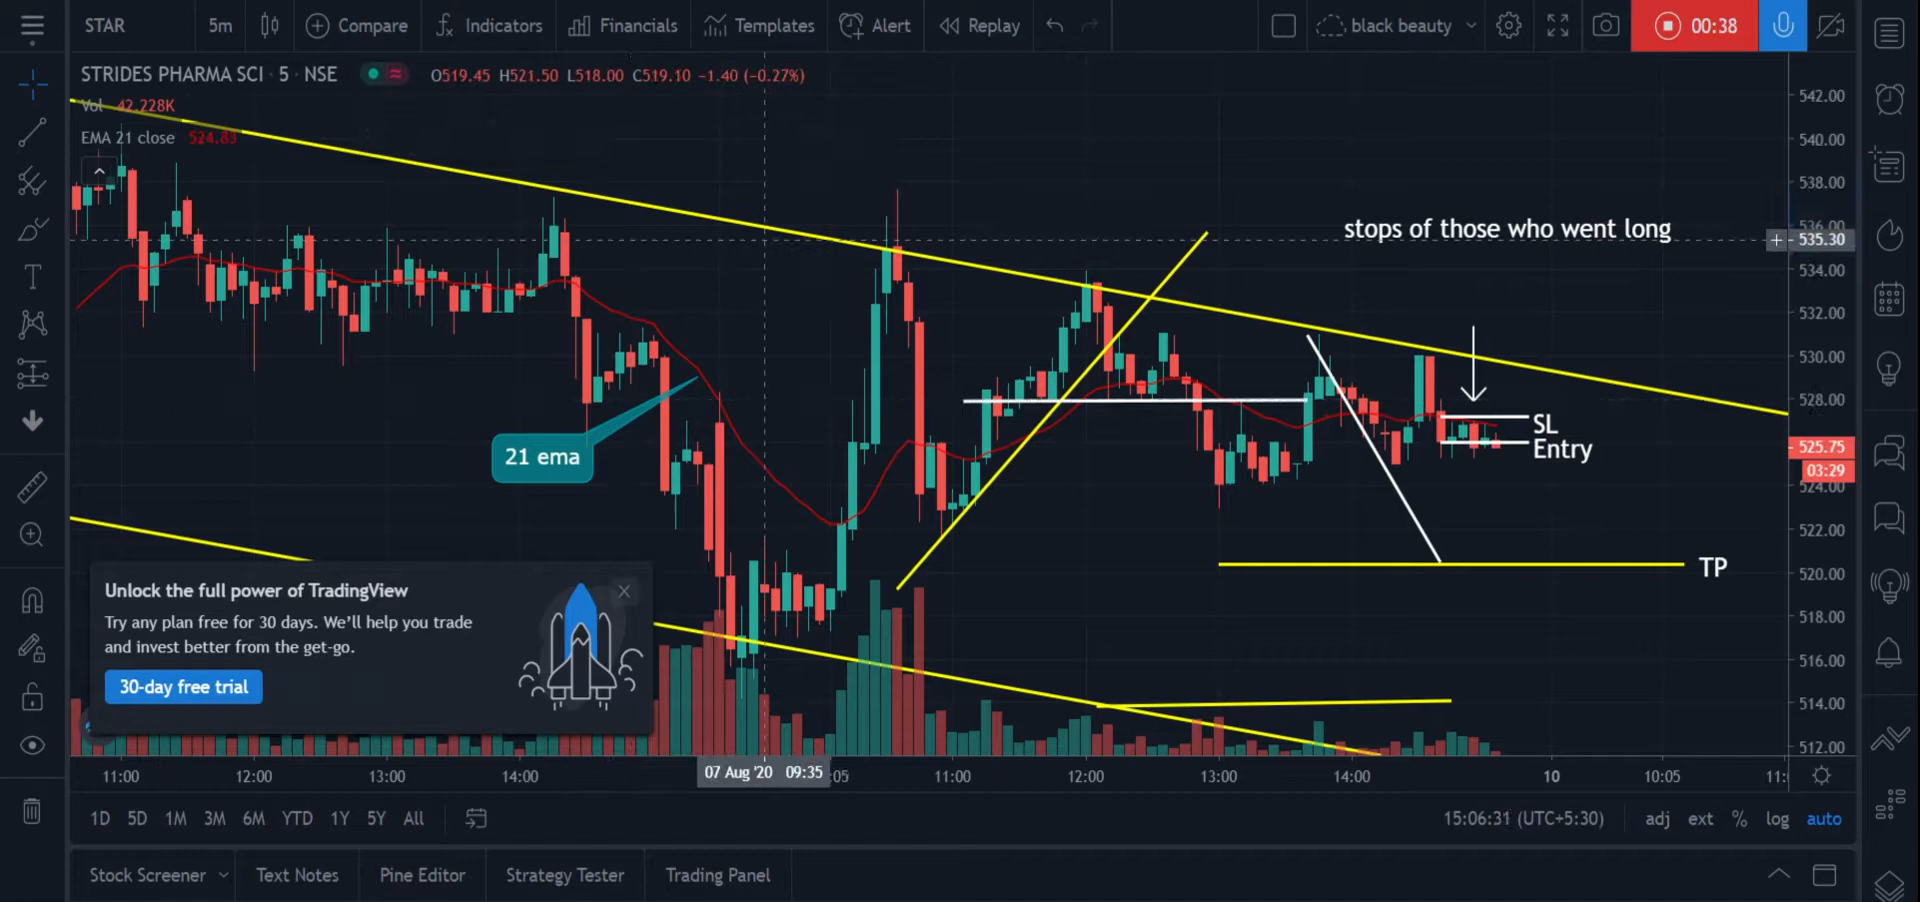 STAR 5m Compare Indicators Financials Templates Alert Replay black beauty 00:38
STRIDES PHARMA SCI · 5 · NSE O519.45 H521.50 L518.00 C519.10 −1.40 (−0.27%)
Vol 42.228K
EMA 21 close 524.83
542.00
540.00
538.00
536.00
stops of those who went long
535.30
534.00
532.00
530.00
528.00
SL
Entry
525.75
03:29
524.00
21 ema
522.00
520.00
TP
518.00
516.00
514.00
512.00
Unlock the full power of TradingView
Try any plan free for 30 days. We'll help you trade
and invest better from the get-go.
30-day free trial
11:00 12:00 13:00 14:00 07 Aug '20 09:35 :05 11:00 12:00 13:00 14:00 10 10:05 11:
1D 5D 1M 3M 6M YTD 1Y 5Y All 15:06:31 (UTC+5:30) adj ext % log auto
Stock Screener Text Notes Pine Editor Strategy Tester Trading Panel